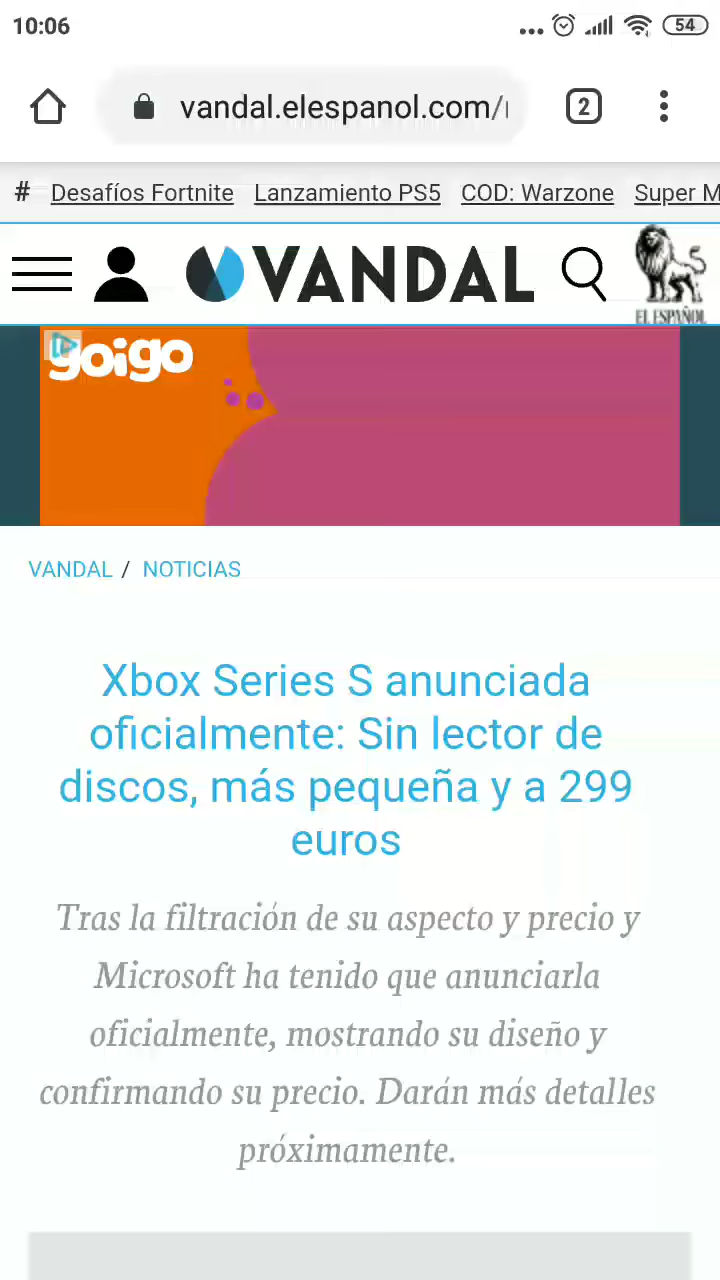 10:06
54
vandal.elespanol.com/
2
# Desafíos Fortnite Lanzamiento PS5 COD: Warzone Super M
VANDAL
EL ESPAÑOL
yoigo
VANDAL / NOTICIAS
Xbox Series S anunciada
oficialmente: Sin lector de
discos, más pequeña y a 299
euros
Tras la filtración de su aspecto y precio y
Microsoft ha tenido que anunciarla
oficialmente, mostrando su diseño y
confirmando su precio. Darán más detalles
próximamente.